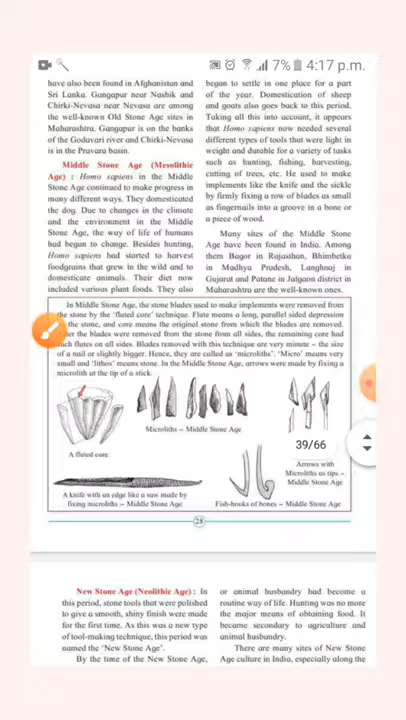 7% 4:17 p.m.
have also been found in Afghanistan and
Sri Lanka. Gangapur near Nashik and
Chirki-Nevasa near Nevasa are among
the well-known Old Stone Age sites in
Maharashtra. Gangapur is on the banks
of the Godavari river and Chirki-Nevasa
is in the Pravara basin.
Middle Stone Age (Mesolithic
Age) : Homo sapiens in the Middle
Stone Age continued to make progress in
many different ways. They domesticated
the dog. Due to changes in the climate
and the environment in the Middle
Stone Age, the way of life of humans
had begun to change. Besides hunting,
Homo sapiens had started to harvest
foodgrains that grew in the wild and to
domesticate animals. Their diet now
included various plant foods. They also
began to settle in one place for a part
of the year. Domestication of sheep
and goats also goes back to this period.
Taking all this into account, it appears
that Homo sapiens now needed several
different types of tools that were light in
weight and durable for a variety of tasks
such as hunting, fishing, harvesting,
cutting of trees, etc. He used to make
implements like the knife and the sickle
by firmly fixing a row of blades as small
as fingernails into a groove in a bone or
a piece of wood.
Many sites of the Middle Stone
Age have been found in India. Among
them Bagor in Rajasthan, Bhimbetka
in Madhya Pradesh, Langhnaj in
Gujarat and Patane in Jalgaon district in
Maharashtra are the well-known ones.
In Middle Stone Age, the stone blades used to make implements were removed from
the stone by the 'fluted core' technique. Flute means a long, parallel sided depression
the stone, and core means the original stone from which the blades are removed.
the blades were removed from the stone from all sides, the remaining core had
flutes on all sides. Blades removed with this technique are very minute – the size
of a nail or slightly bigger. Hence, they are called as 'microliths'. 'Micro' means very
small and 'lithos' means stone. In the Middle Stone Age, arrows were made by fixing a
microlith at the tip of a stick.
Microliths – Middle Stone Age
39/66
A fluted core
Arrows with
Microliths as tips –
Middle Stone Age
A knife with an edge like a saw made by
fixing microliths – Middle Stone Age
Fish-hooks of bones – Middle Stone Age
28
New Stone Age (Neolithic Age) : In
this period, stone tools that were polished
to give a smooth, shiny finish were made
for the first time. As this was a new type
of tool-making technique, this period was
named the 'New Stone Age'.
By the time of the New Stone Age,
or animal husbandry had become a
routine way of life. Hunting was no more
the major means of obtaining food. It
became secondary to agriculture and
animal husbandry.
There are many sites of New Stone
Age culture in India, especially along the